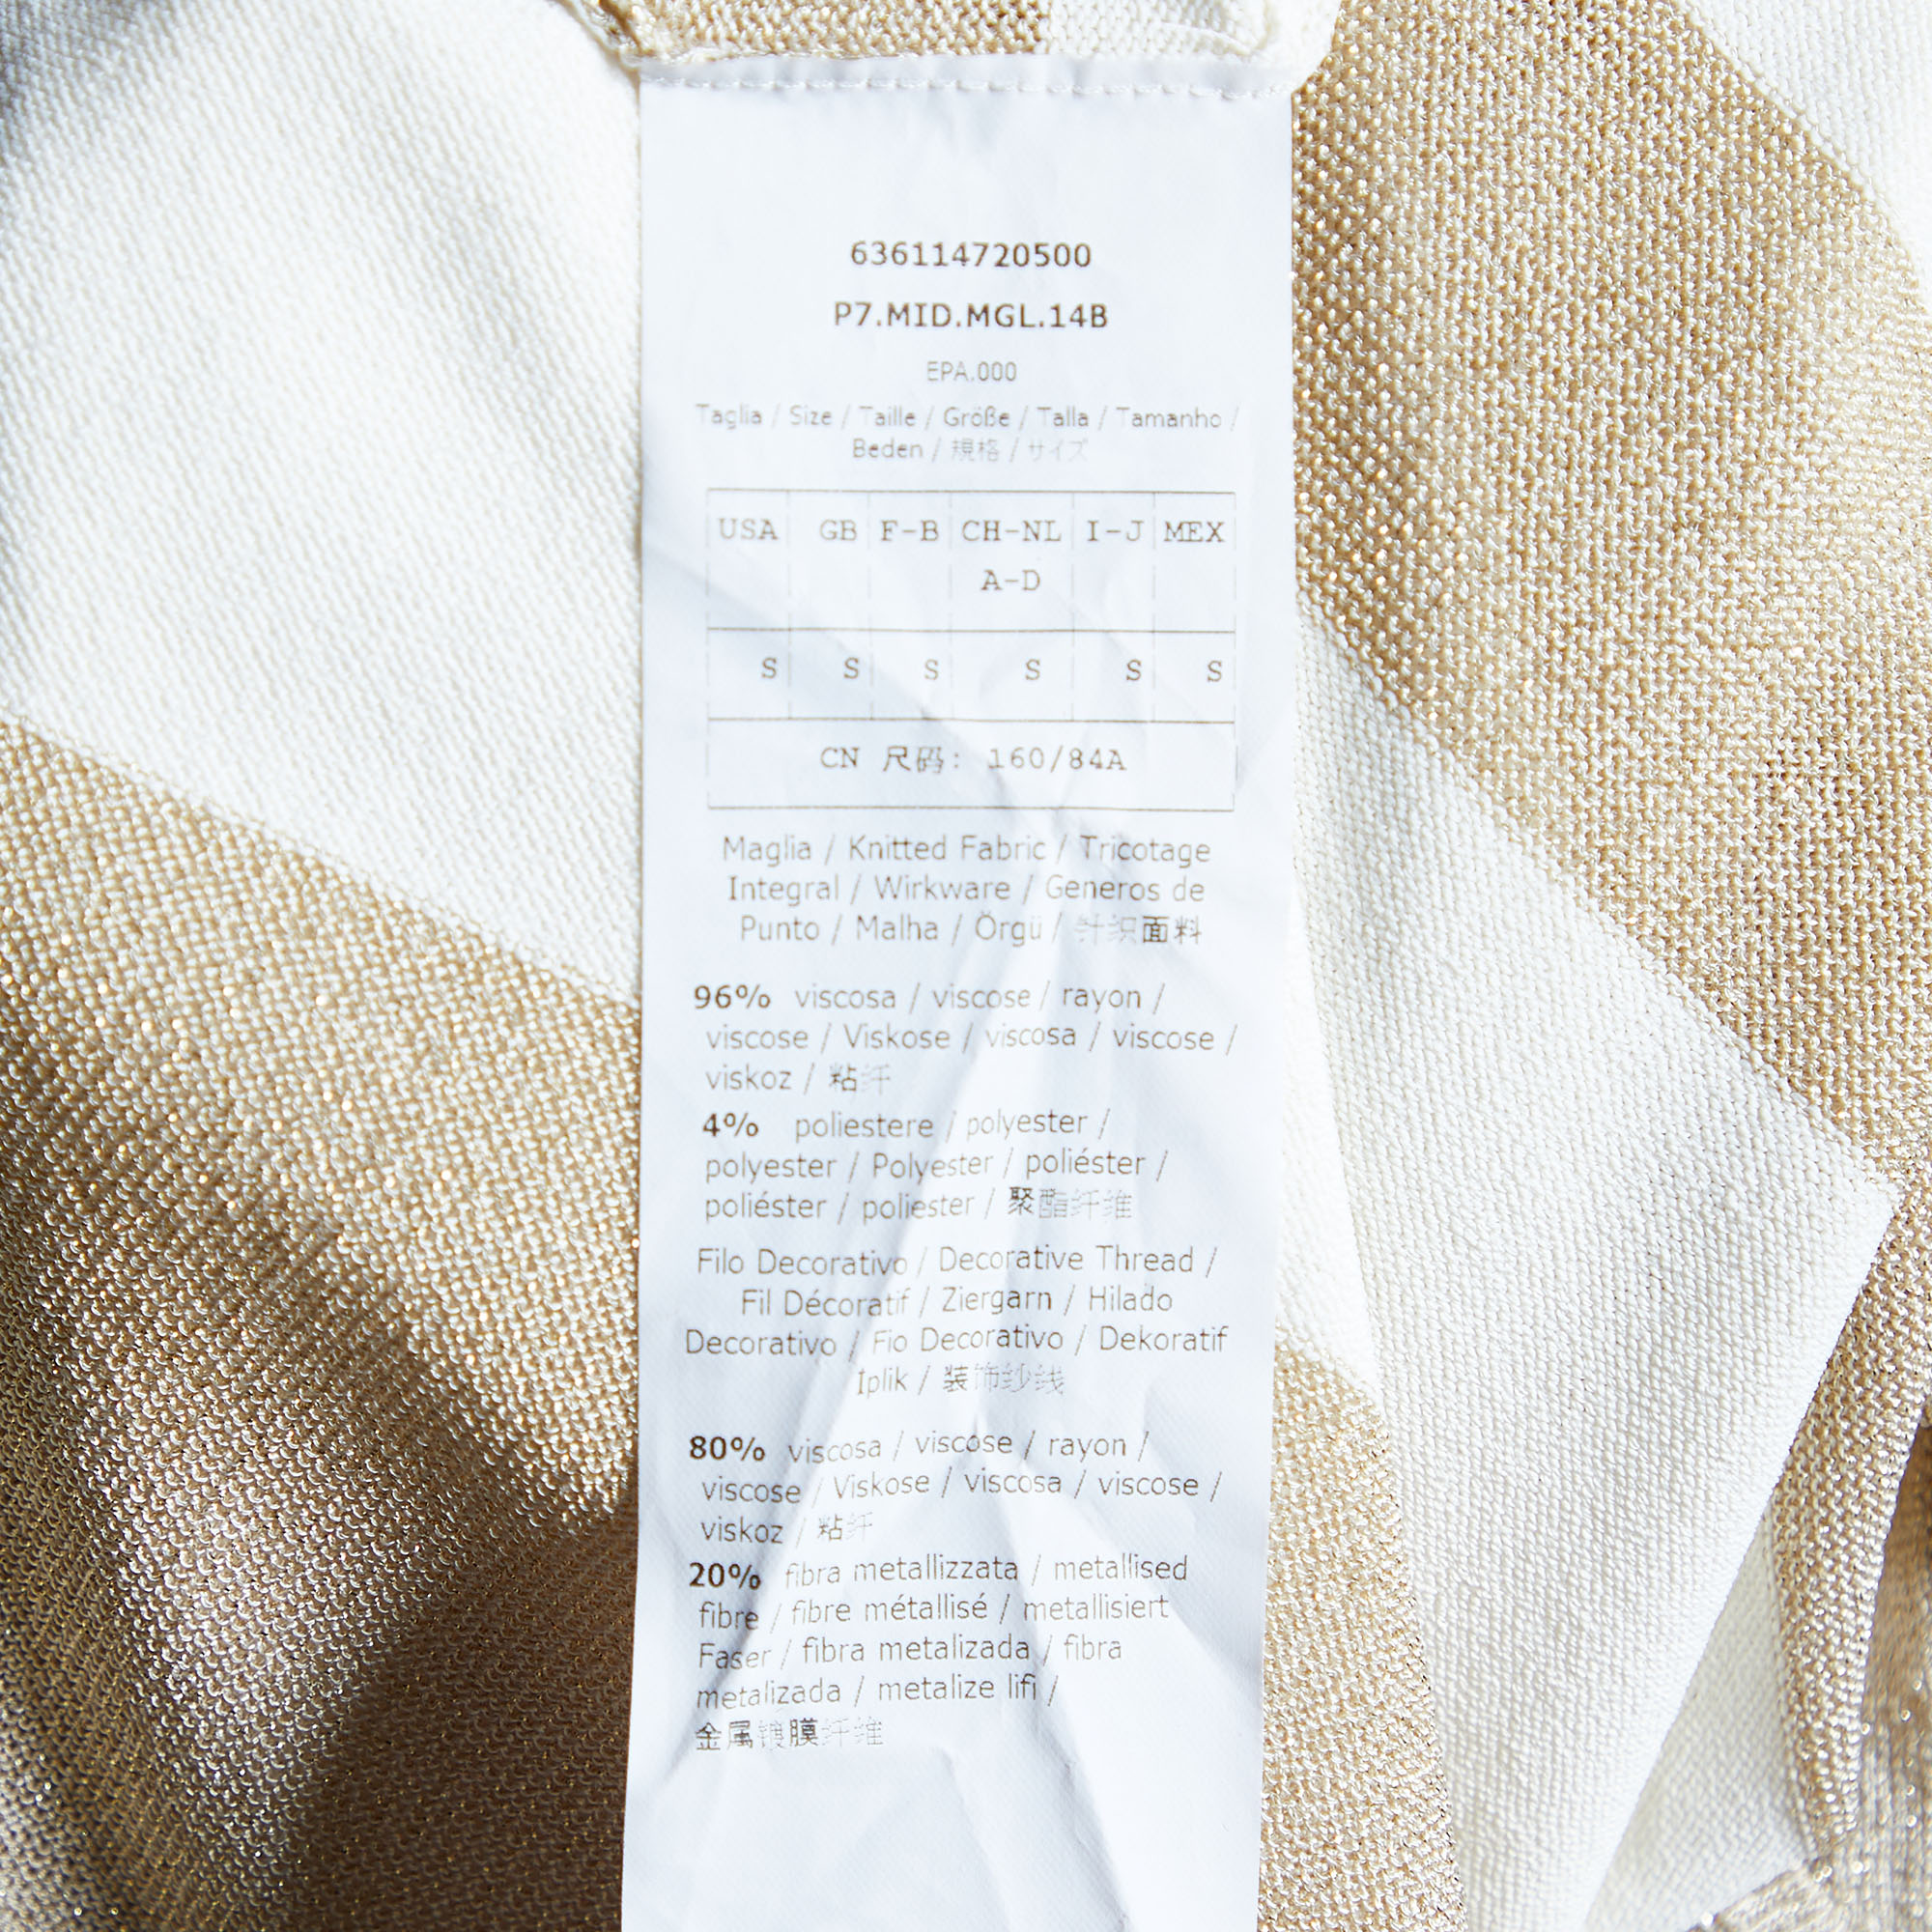 636114720500
P7.MID.MGL.14B
EPA.000
Taglia / Size / Taille / Größe / Talla / Tamanho /
Beden / 規格 / サイズ
USA GB F-B CH-NL I-J MEX
A-D
S S S S S S
CN 尺码: 160/84A
Maglia / Knitted Fabric / Tricotage
Integral / Wirkware / Generos de
Punto / Malha / Örgü / 针织面料
96% viscosa / viscose / rayon /
viscose / Viskose / viscosa / viscose /
viskoz / 粘纤
4% poliestere / polyester /
polyester / Polyester / poliéster /
poliéster / poliester / 聚酯纤维
Filo Decorativo / Decorative Thread /
Fil Décoratif / Ziergarn / Hilado
Decorativo / Fio Decorativo / Dekoratif
Iplik / 装饰纱线
80% viscosa / viscose / rayon /
viscose / Viskose / viscosa / viscose /
viskoz / 粘纤
20% fibra metallizzata / metallised
fibre / fibre métallisé / metallisiert
Faser / fibra metalizada / fibra
metalizada / metalize lifi /
金属镀膜纤维